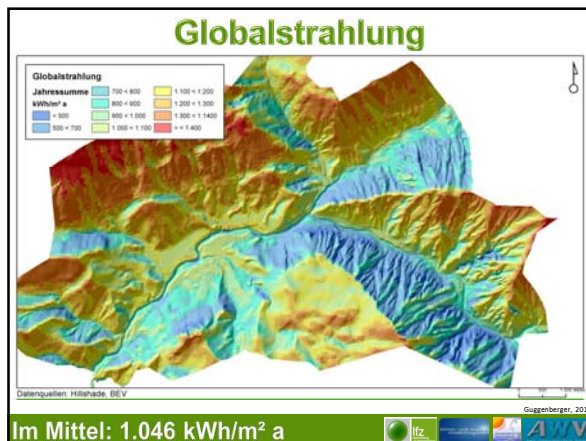 Globalstrahlung
Globalstrahlung
Jahressumme
kWh/m² a
< 500
500 < 700
700 < 800
800 < 900
900 < 1.000
1.000 < 1.100
1.100 < 1.200
1.200 < 1.300
1.300 < 1.1400
> = 1.400
Datenquellen: Hillshade, BEV
Guggenberger, 201
Im Mittel: 1.046 kWh/m² a
lfz
AWV